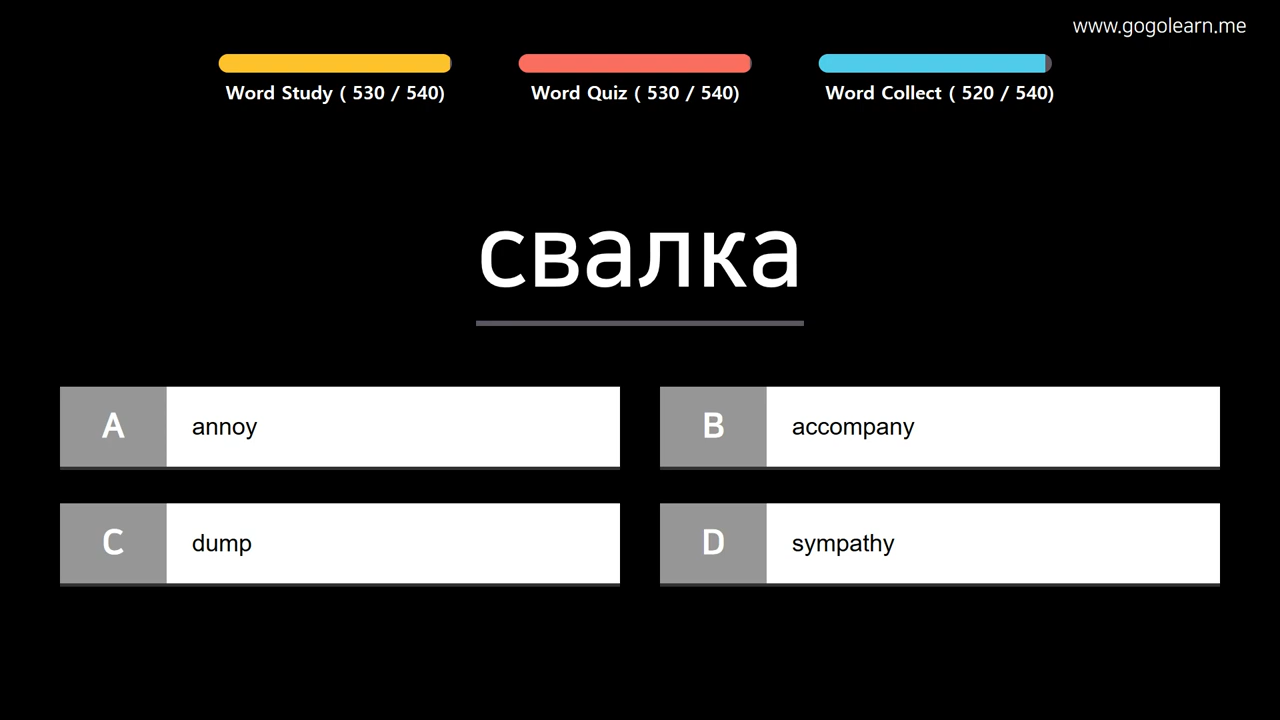 www.gogolearn.me
Word Study ( 530 / 540)
Word Quiz ( 530 / 540)
Word Collect ( 520 / 540)
свалка
A annoy
B accompany
C dump
D sympathy